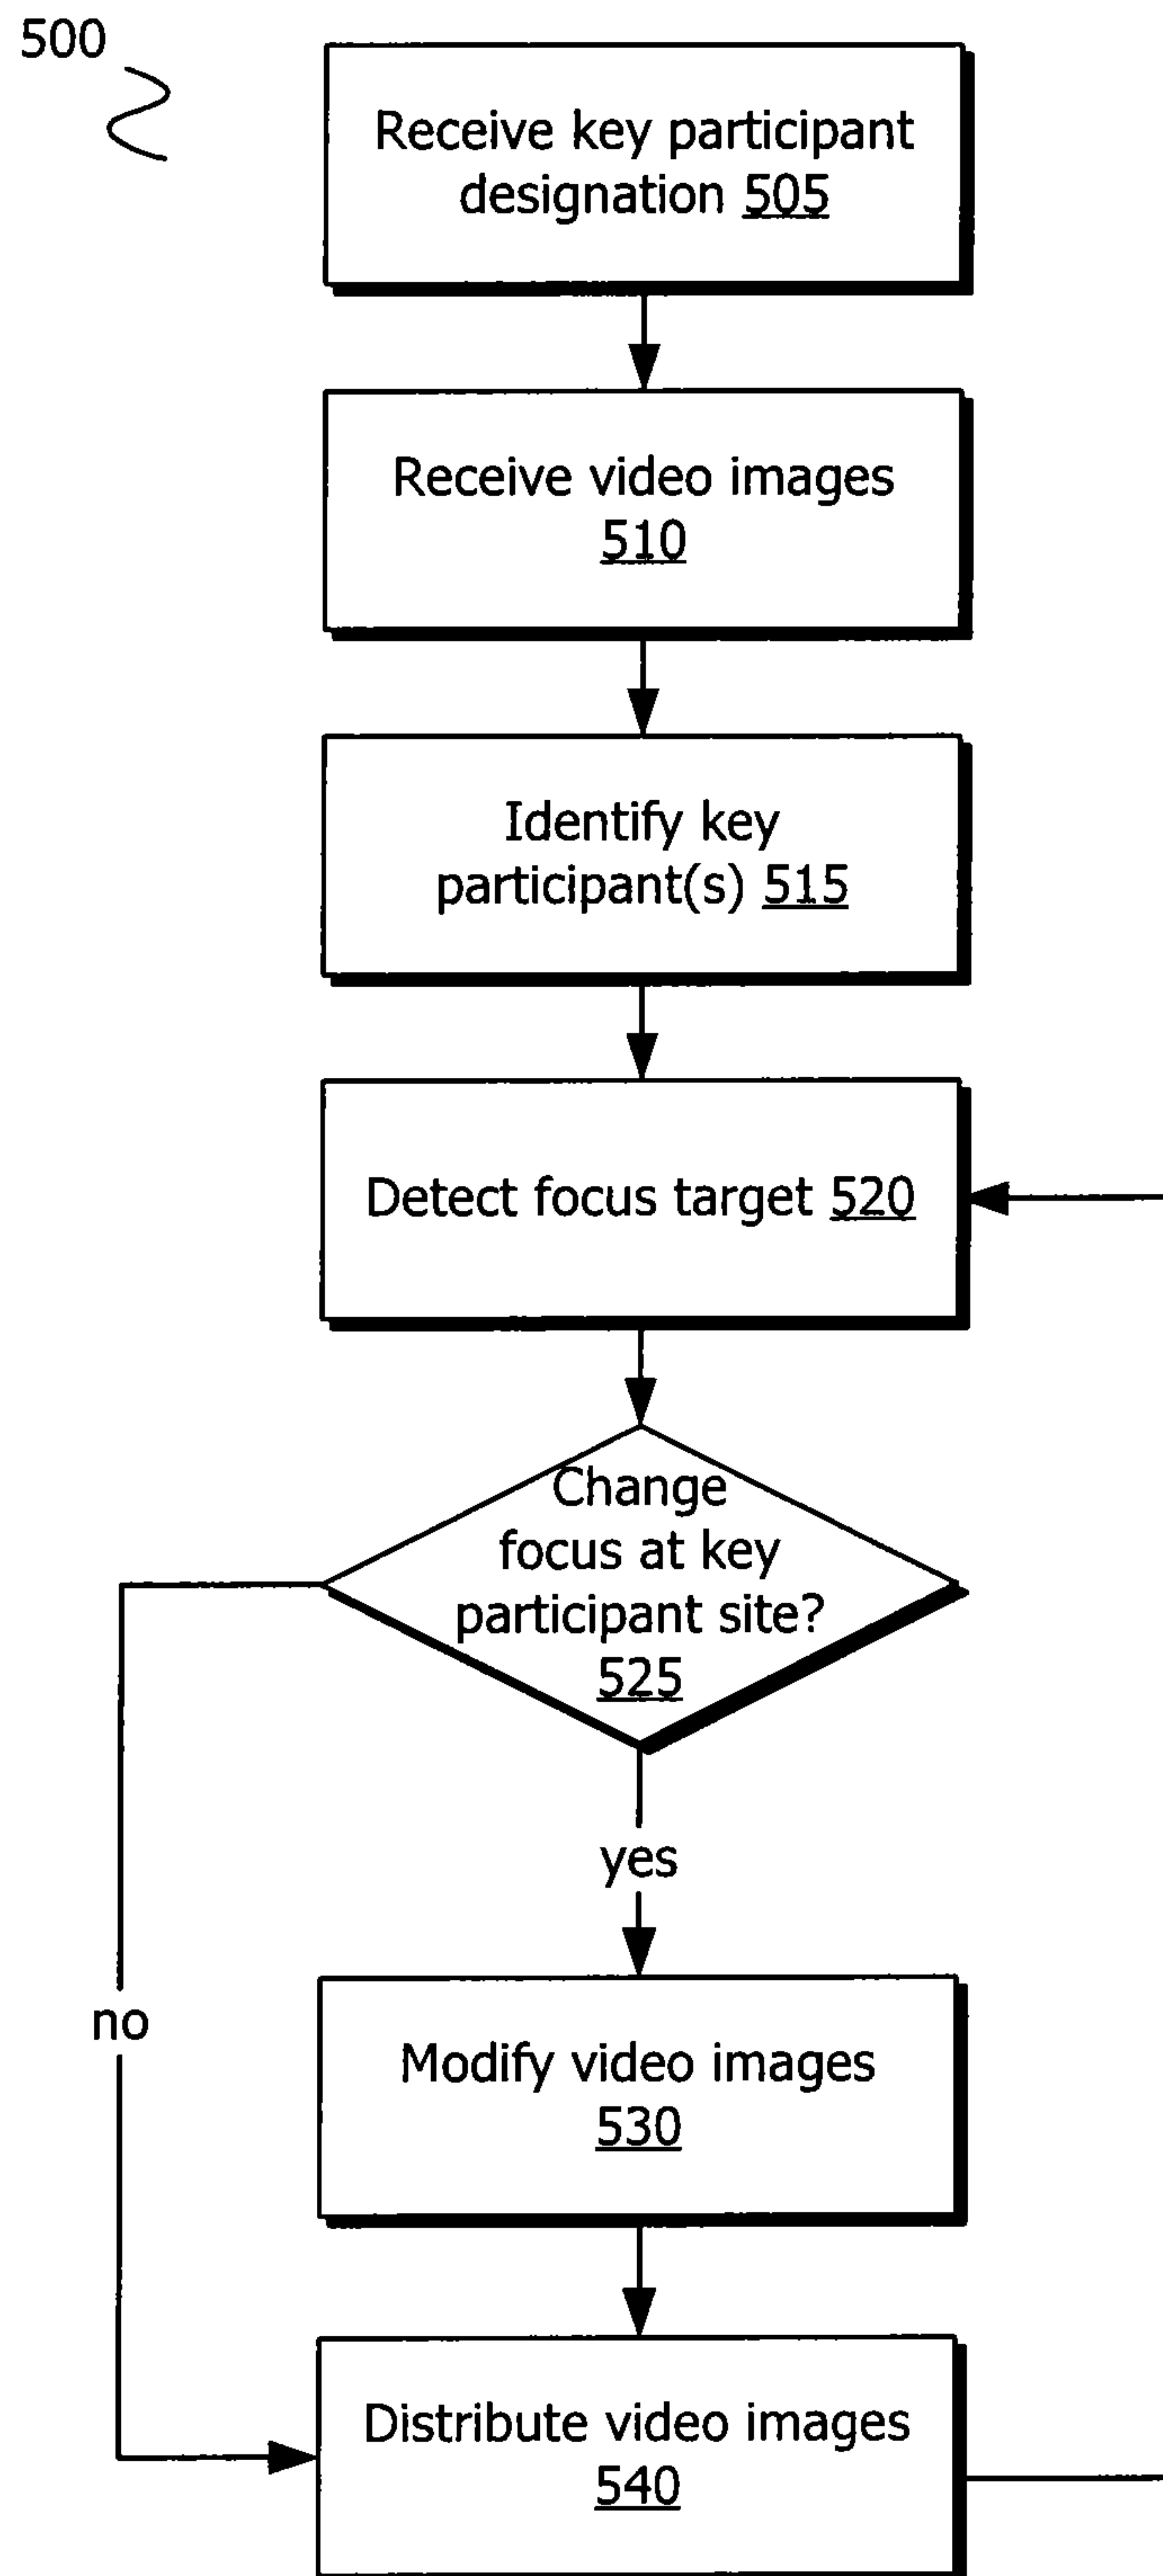 500
Receive key participant
designation 505
Receive video images
510
Identify key
participant(s) 515
Detect focus target 520
Change
focus at key
participant site?
525
yes
no
Modify video images
530
Distribute video images
540